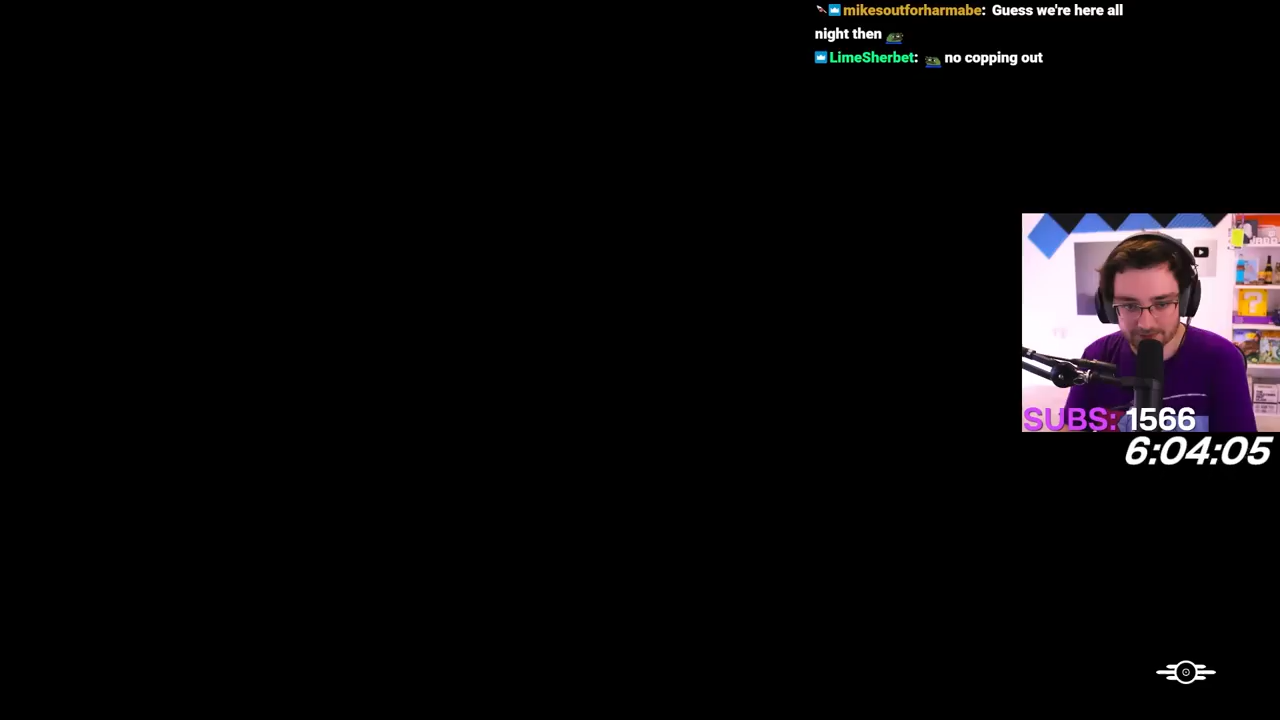 mikesoutforharmabe: Guess we're here all
night then
LimeSherbet: no copping out
SUBS: 1566
6:04:05